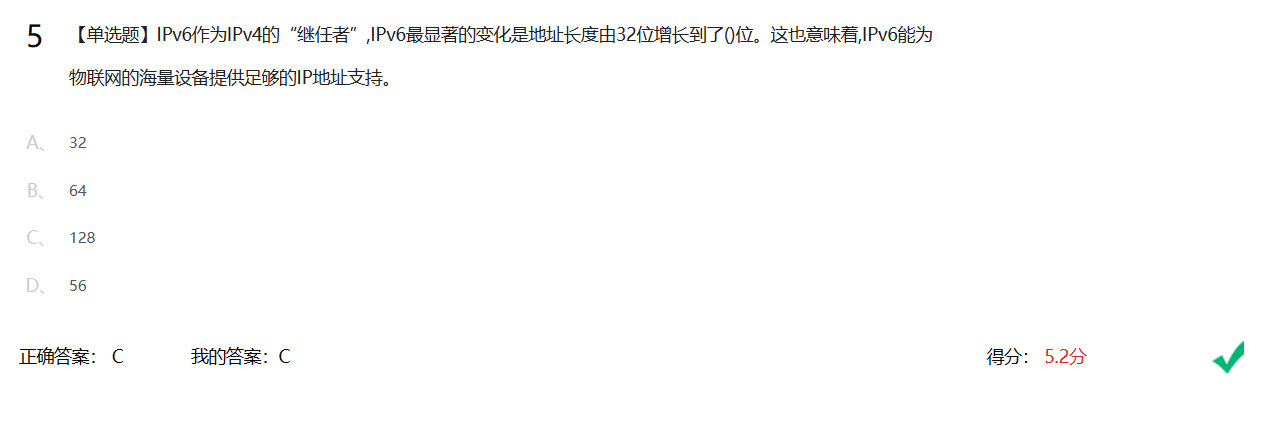 5 【单选题】IPv6作为IPv4的“继任者”,IPv6最显著的变化是地址长度由32位增长到了()位。这也意味着,IPv6能为
物联网的海量设备提供足够的IP地址支持。
A、 32
B、 64
C、 128
D、 56
正确答案： C 我的答案：C 得分： 5.2分